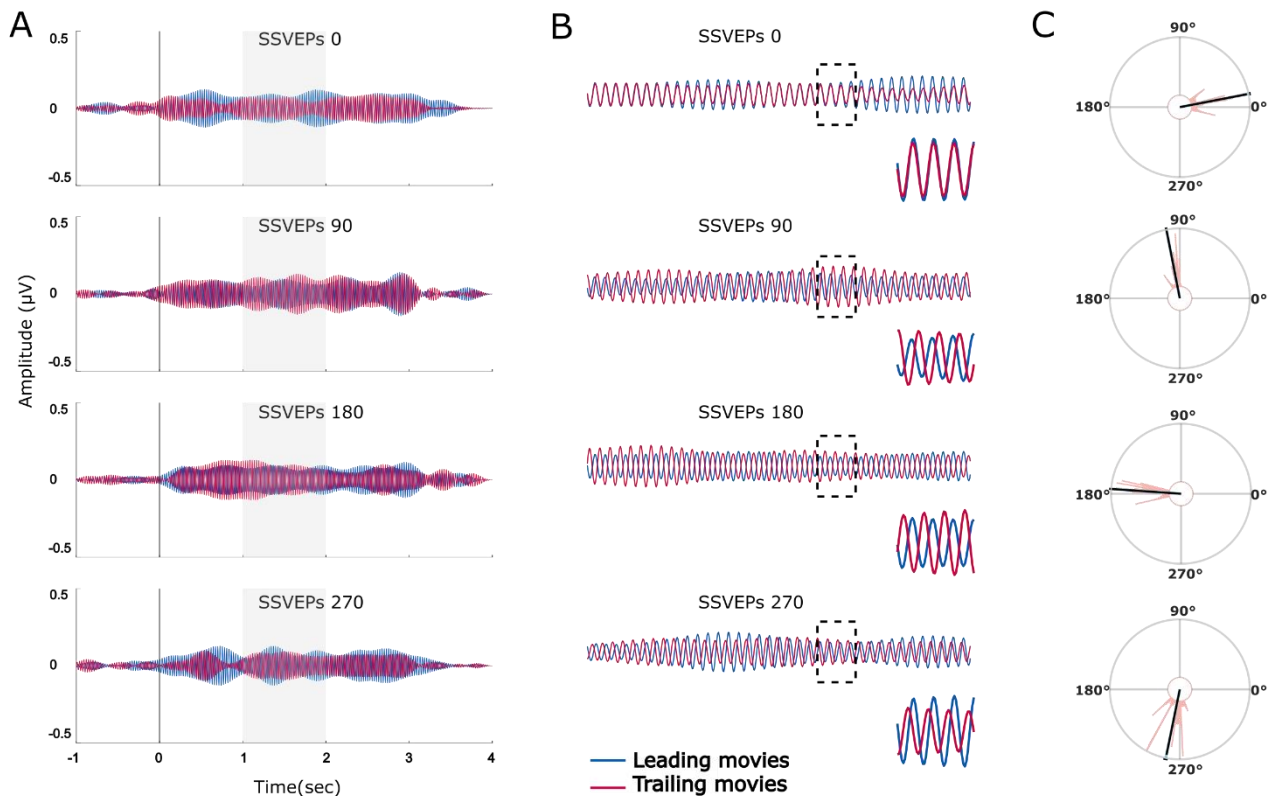 A
B
C
SSVEPs 0
0.5
0
-0.5
SSVEPs 90
0.5
0
-0.5
SSVEPs 180
0.5
0
-0.5
SSVEPs 270
0.5
0
-0.5
-1 0 1 2 3 4
Time(sec)
Amplitude (µV)
SSVEPs 0
SSVEPs 90
SSVEPs 180
SSVEPs 270
Leading movies
Trailing movies
90°
180° 0°
270°
90°
180° 0°
270°
90°
180° 0°
270°
90°
180° 0°
270°